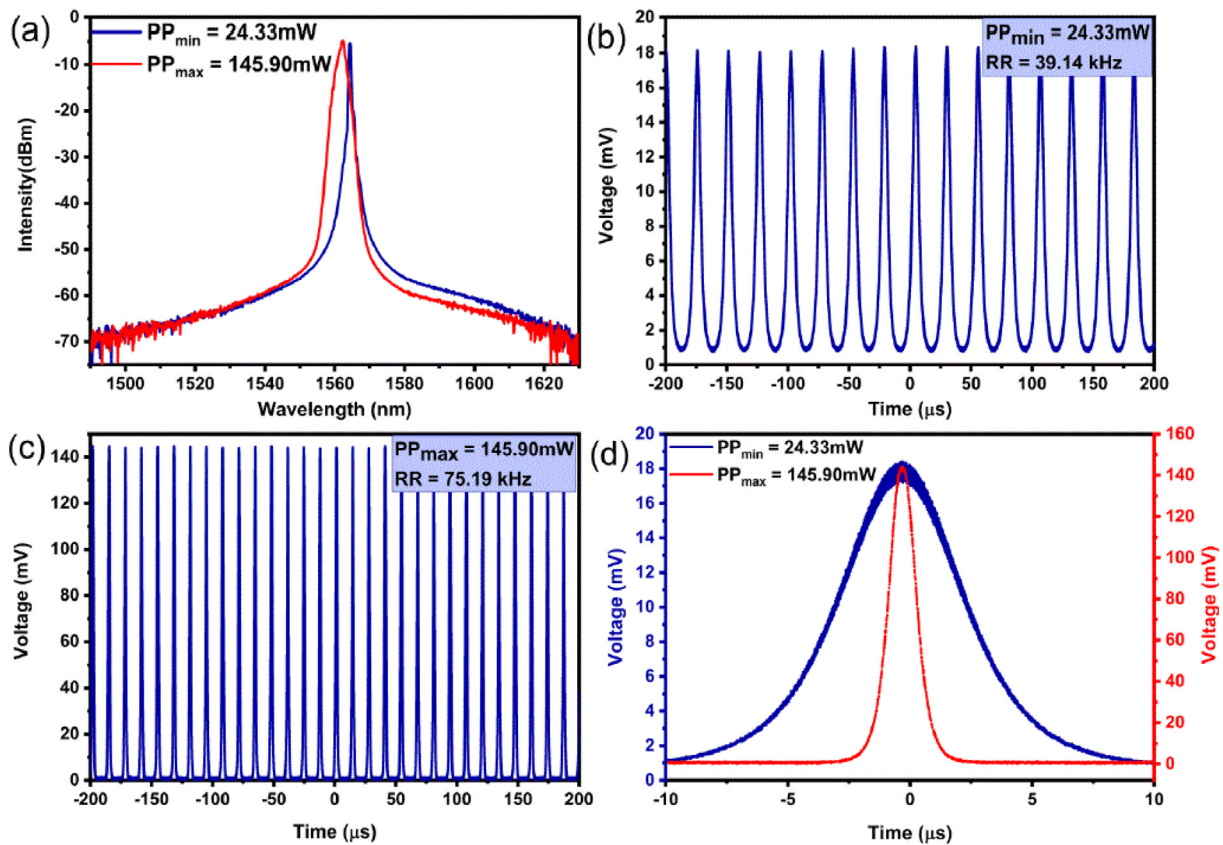 (a)
PPmin = 24.33mW
PPmax = 145.90mW
0
-10
-20
-30
-40
-50
-60
-70
Intensity(dBm)
1500 1520 1540 1560 1580 1600 1620
Wavelength (nm)
(b)
PPmin = 24.33mW
RR = 39.14 kHz
20
18
16
14
12
10
8
6
4
2
0
Voltage (mV)
-200 -150 -100 -50 0 50 100 150 200
Time (μs)
(c)
PPmax = 145.90mW
RR = 75.19 kHz
140
120
100
80
60
40
20
0
Voltage (mV)
-200 -150 -100 -50 0 50 100 150 200
Time (μs)
(d)
PPmin = 24.33mW
PPmax = 145.90mW
20
18
16
14
12
10
8
6
4
2
0
Voltage (mV)
160
140
120
100
80
60
40
20
0
Voltage (mV)
-10 -5 0 5 10
Time (μs)